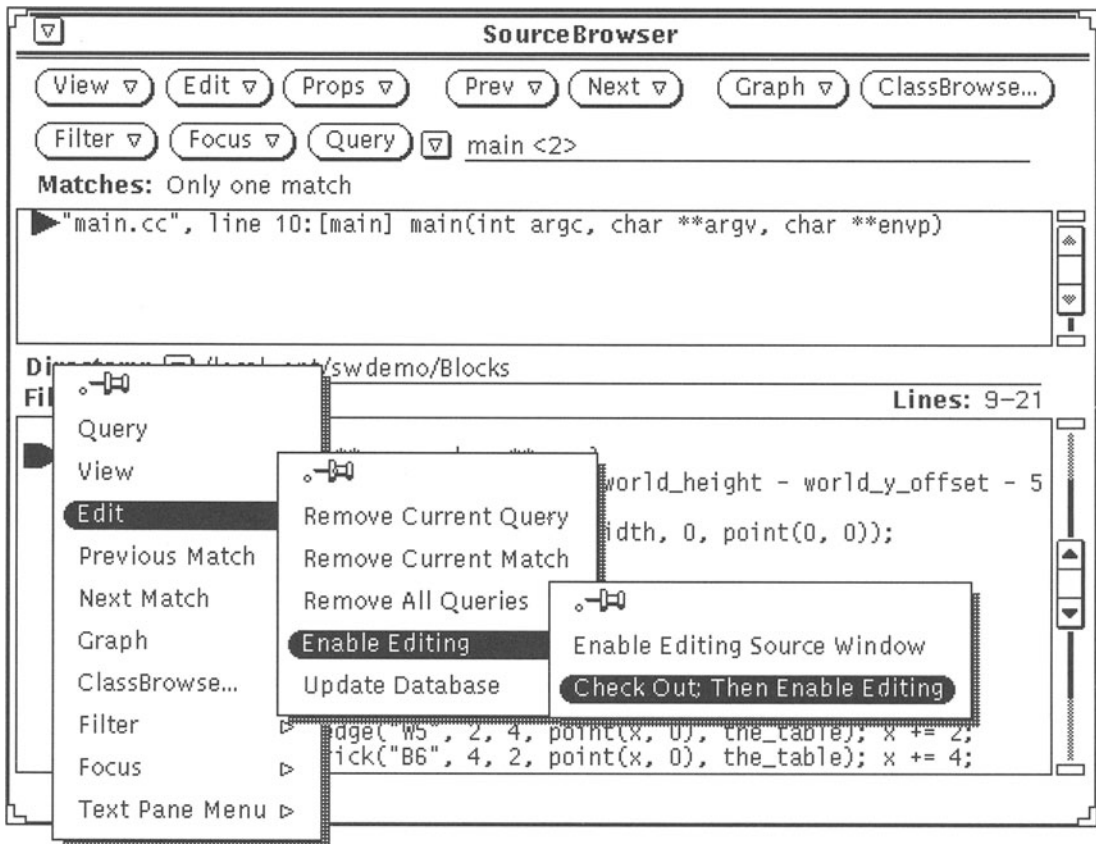 SourceBrowser
View Edit Props Prev Next Graph ClassBrowse...
Filter Focus Query main <2>
Matches: Only one match
"main.cc", line 10:[main] main(int argc, char **argv, char **envp)
/swdemo/Blocks
Lines: 9-21
Query
View
Edit
Previous Match
Next Match
Graph
ClassBrowse...
Filter
Focus
Text Pane Menu
Remove Current Query
Remove Current Match
Remove All Queries
Enable Editing
Update Database
Enable Editing Source Window
Check Out; Then Enable Editing
world_height - world_y_offset - 5
idth, 0, point(0, 0));
edge("W5", 2, 4, point(x, 0), the_table); x += 2;
rick("B6", 4, 2, point(x, 0), the_table); x += 4;